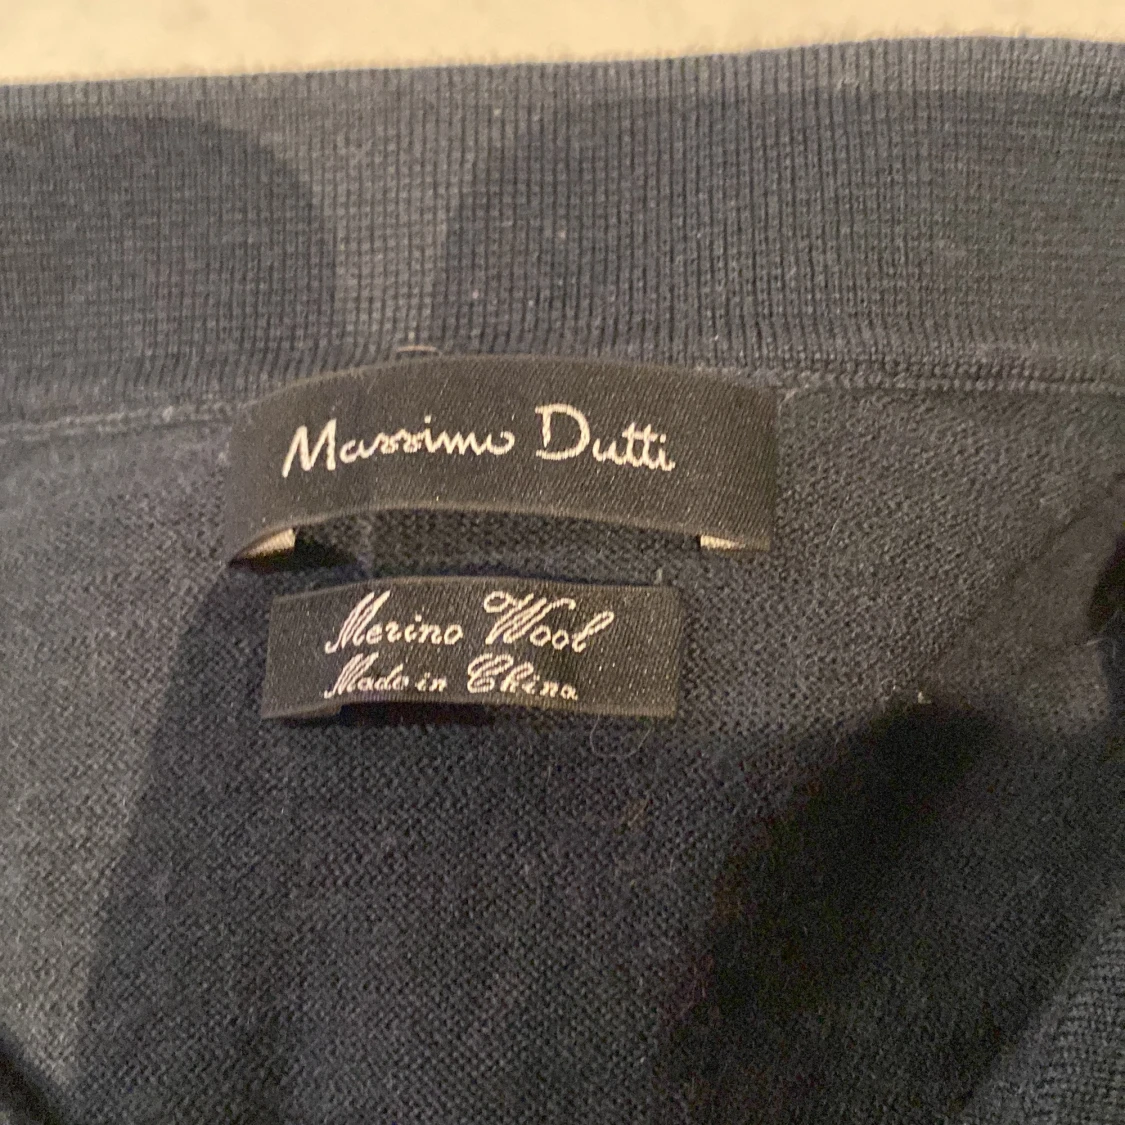 Massimo Dutti
Merino Wool
Made in China